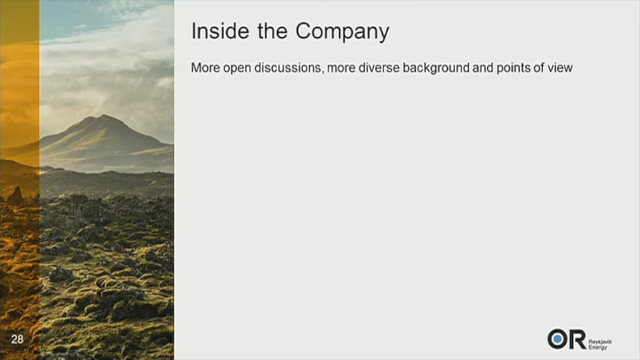 Inside the Company
More open discussions, more diverse background and points of view
28
OR
Reykjavik
Energy